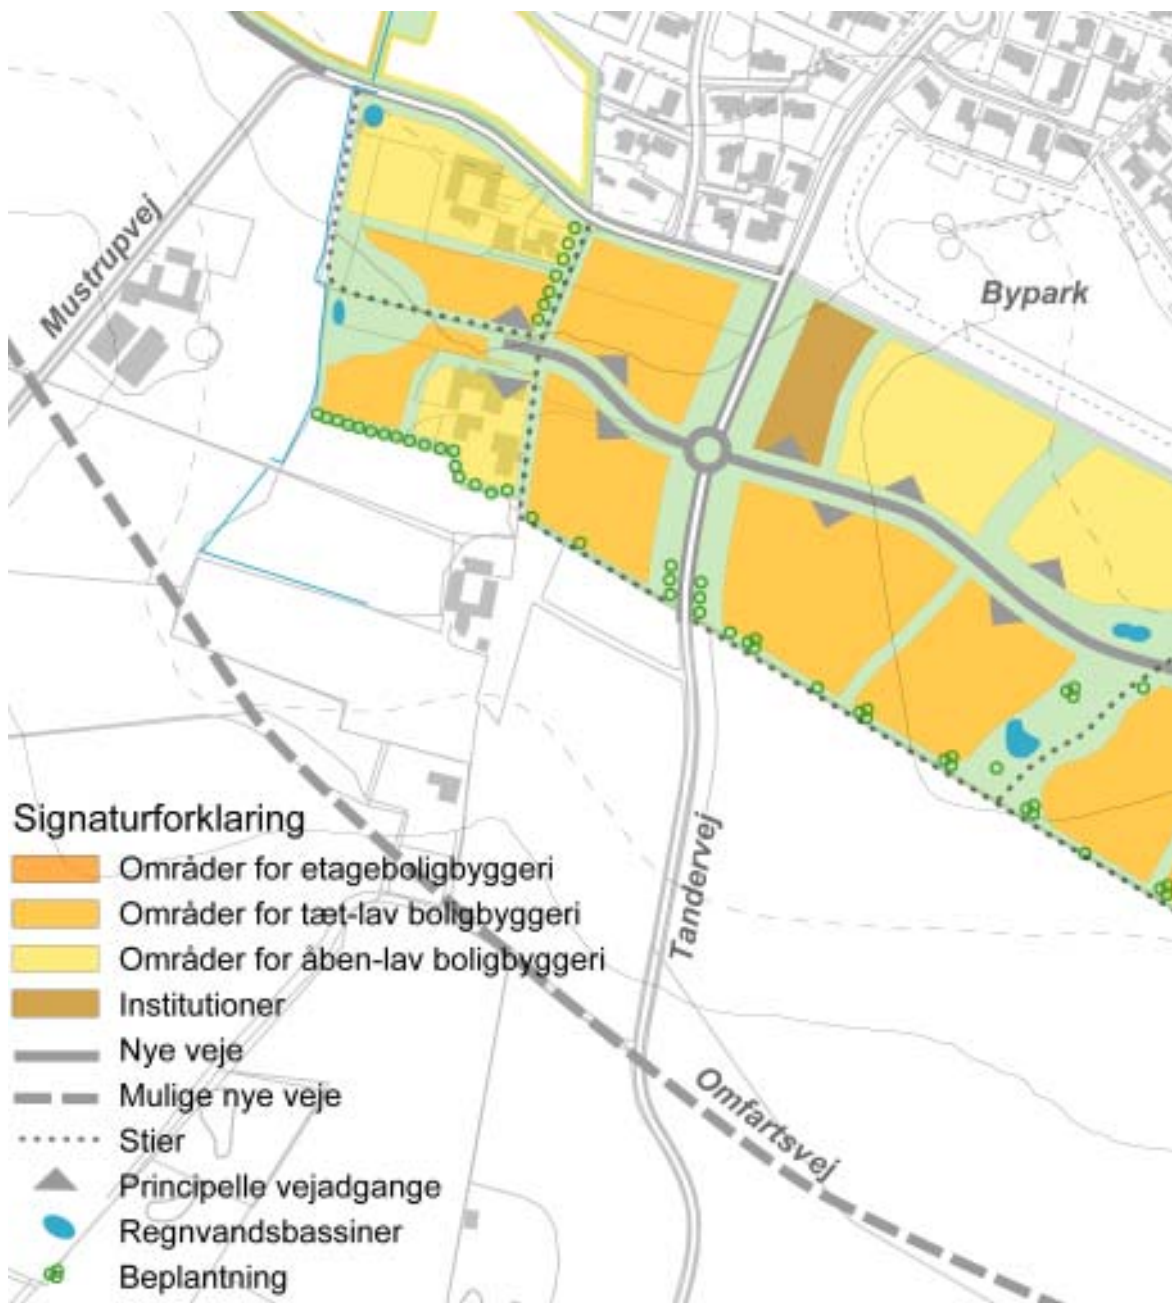 Mustrupvej
Bypark
Tandervej
Omfartsvej
Signaturforklaring
Områder for etageboligbyggeri
Områder for tæt-lav boligbyggeri
Områder for åben-lav boligbyggeri
Institutioner
Nye veje
Mulige nye veje
Stier
Principelle vejadgange
Regnvandsbassiner
Beplantning